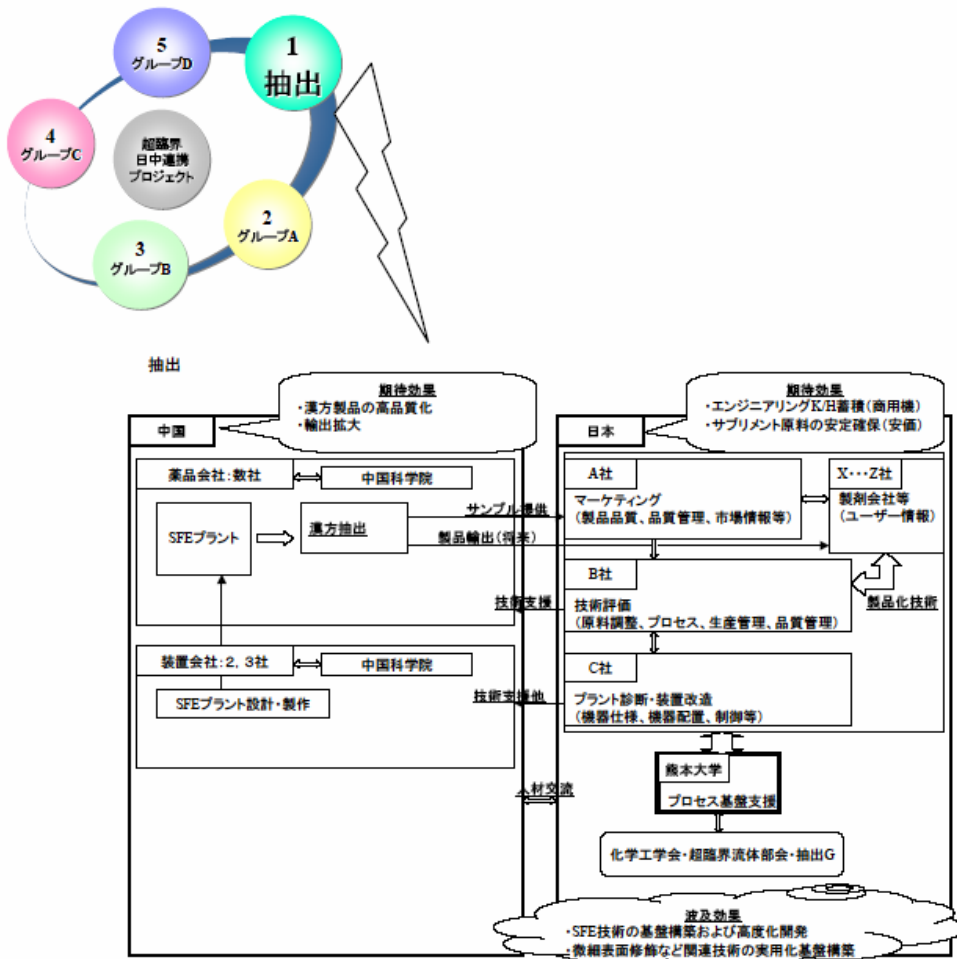 5
グループD
1
抽出
4
グループC
超臨界
日中連携
プロジェクト
2
グループA
3
グループB
抽出
期待効果
・漢方製品の高品質化
・輸出拡大
期待効果
・エンジニアリングK/H蓄積(商用機)
・サプリメント原料の安定確保(安価)
中国
日本
薬品会社:数社
中国科学院
SFEプラント
漢方抽出
サンプル提供
製品輸出(将来)
A社
マーケティング
(製品品質、品質管理、市場情報等)
X・・・Z社
製剤会社等
(ユーザー情報)
B社
技術評価
(原料調整、プロセス、生産管理、品質管理)
製品化技術
技術支援
装置会社:2,3社
中国科学院
SFEプラント設計・製作
技術支援他
C社
プラント診断・装置改造
(機器仕様、機器配置、制御等)
熊本大学
プロセス基盤支援
人材交流
化学工学会・超臨界流体部会・抽出G
波及効果
・SFE技術の基盤構築および高度化開発
・微細表面修飾など関連技術の実用化基盤構築